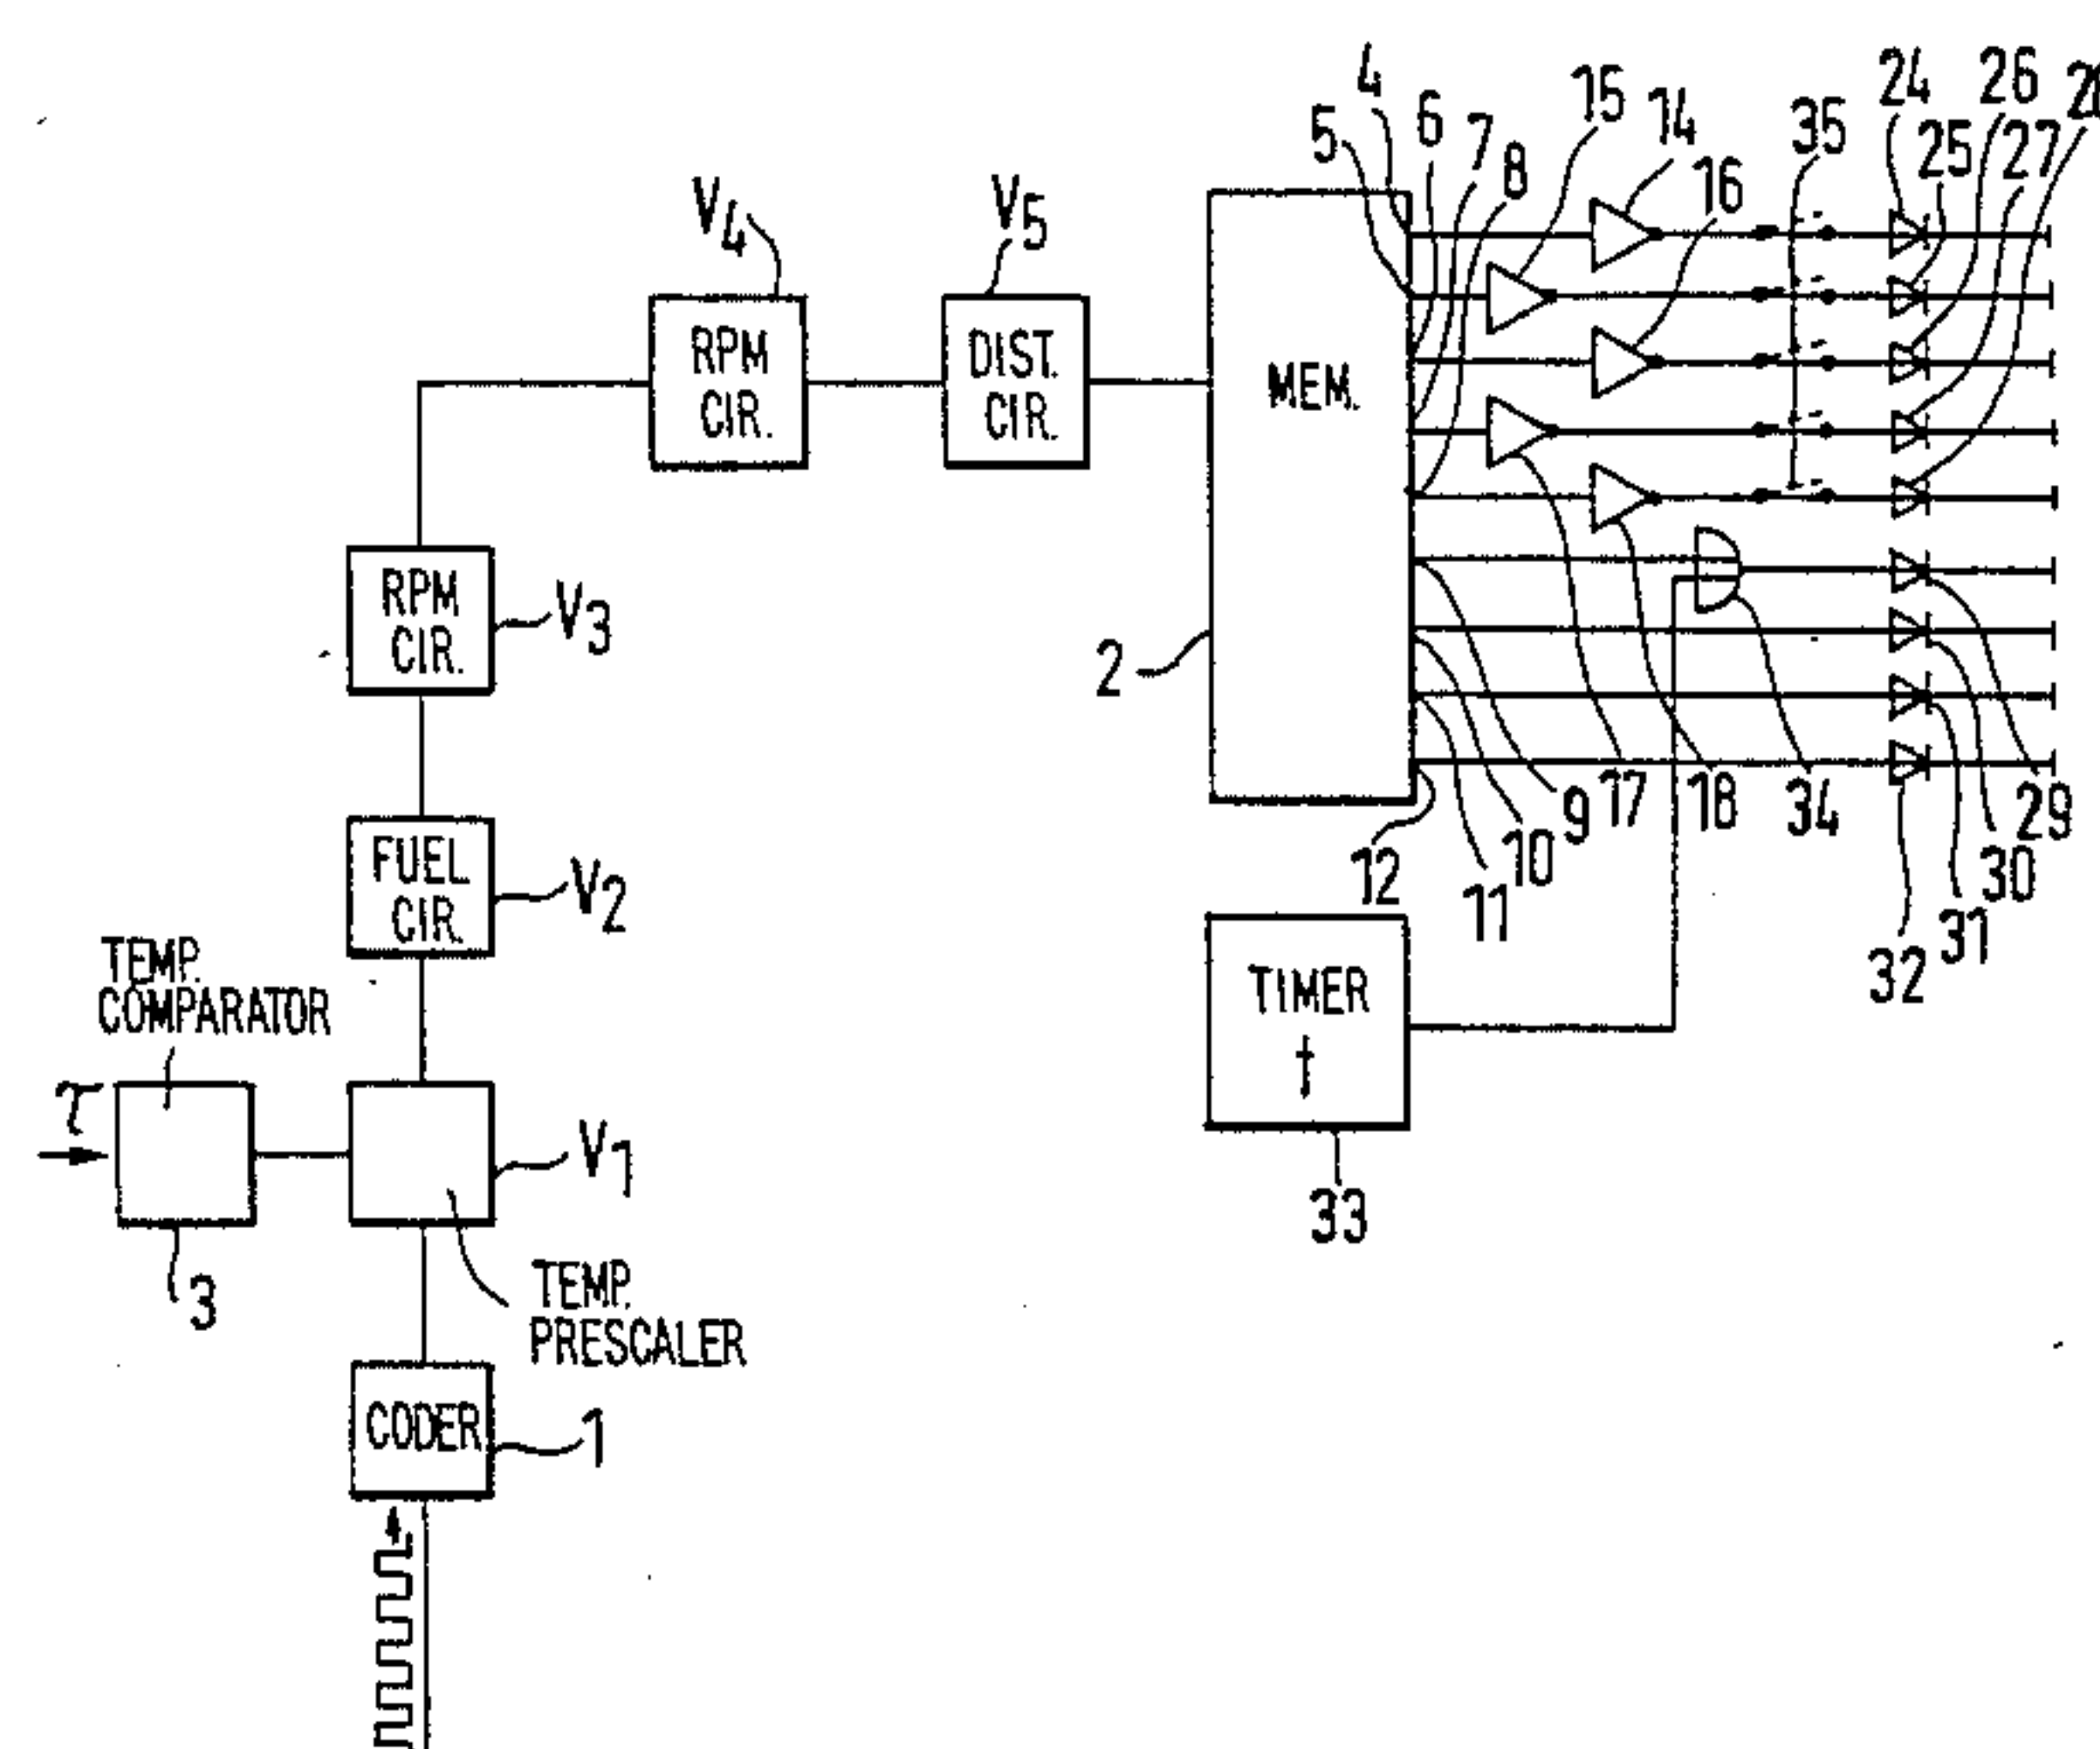 4
24
26
15
5
6
14
35
7
25
27
8
16
V4
V5
RPM
CIR.
DIST.
CIR.
MEM.
RPM
CIR.
V3
2
9
17
18
34
29
10
12
11
30
31
32
FUEL
CIR.
V2
TEMP.
COMPARATOR
TIMER
t
τ
V1
33
3
TEMP.
PRESCALER
CODER
1